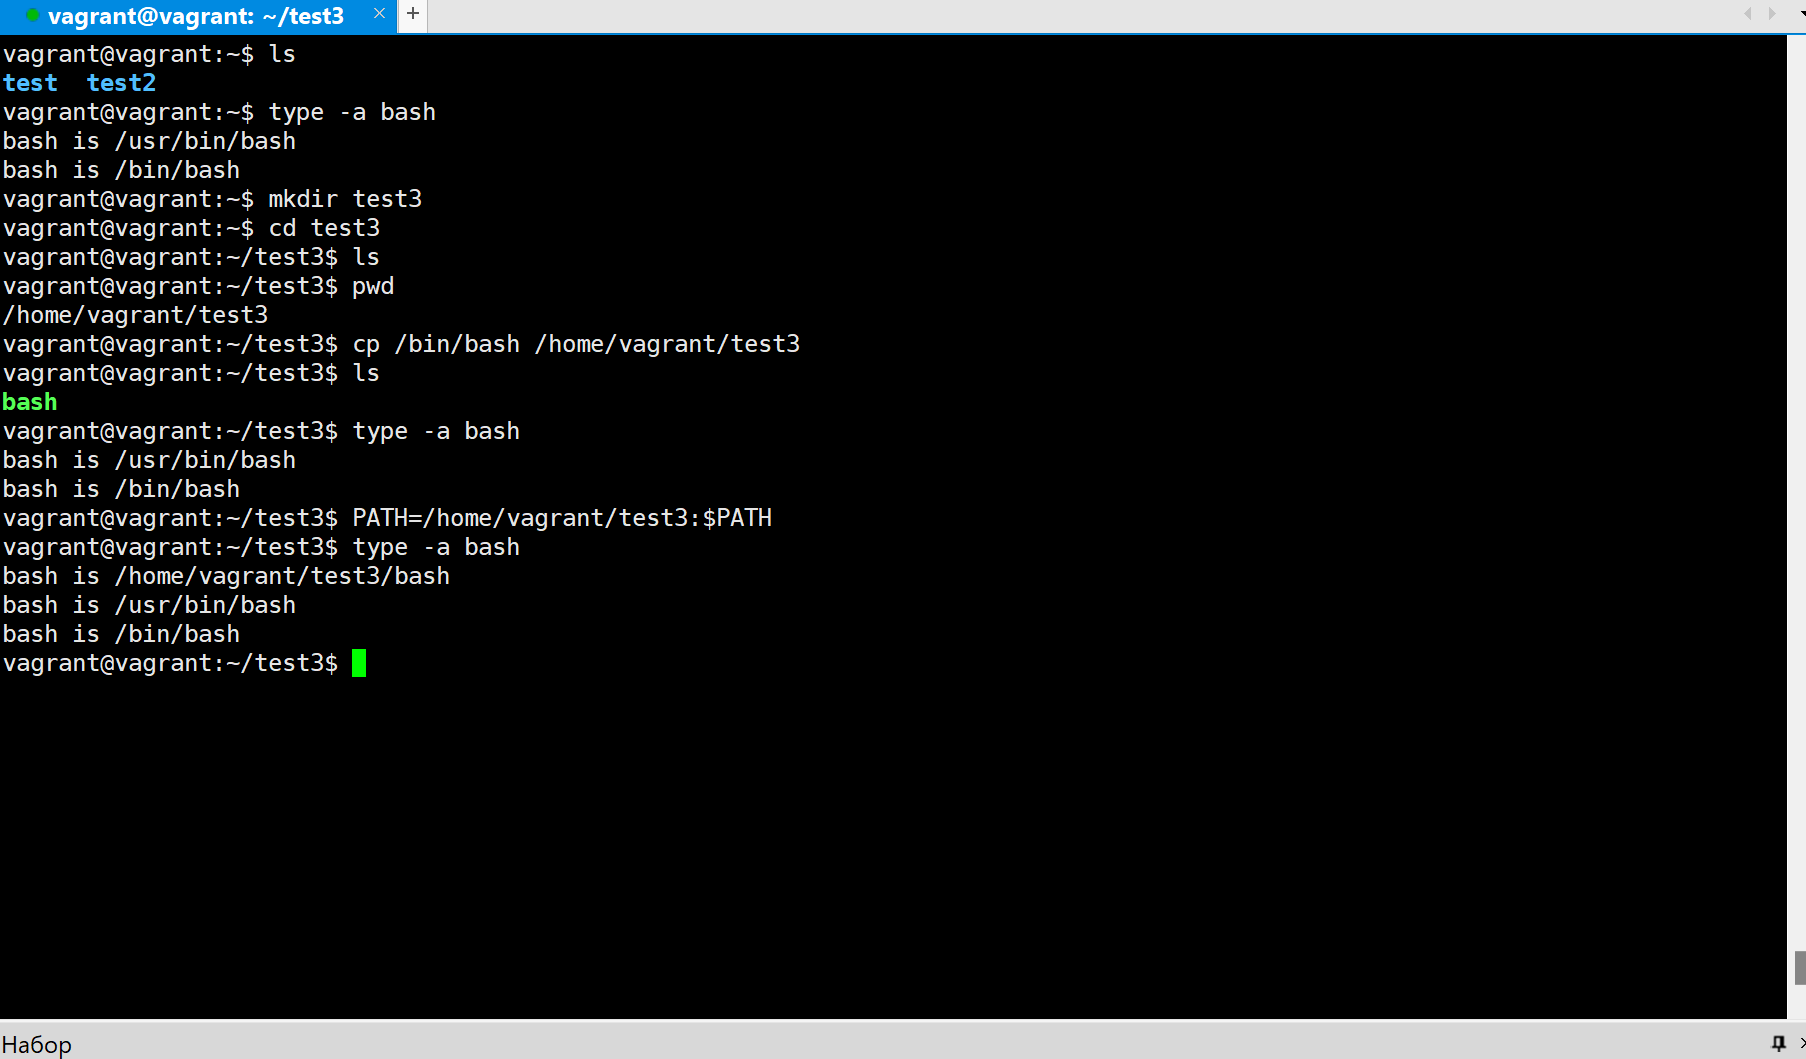 vagrant@vagrant: ~/test3 × +
vagrant@vagrant:~$ ls
test  test2
vagrant@vagrant:~$ type -a bash
bash is /usr/bin/bash
bash is /bin/bash
vagrant@vagrant:~$ mkdir test3
vagrant@vagrant:~$ cd test3
vagrant@vagrant:~/test3$ ls
vagrant@vagrant:~/test3$ pwd
/home/vagrant/test3
vagrant@vagrant:~/test3$ cp /bin/bash /home/vagrant/test3
vagrant@vagrant:~/test3$ ls
bash
vagrant@vagrant:~/test3$ type -a bash
bash is /usr/bin/bash
bash is /bin/bash
vagrant@vagrant:~/test3$ PATH=/home/vagrant/test3:$PATH
vagrant@vagrant:~/test3$ type -a bash
bash is /home/vagrant/test3/bash
bash is /usr/bin/bash
bash is /bin/bash
vagrant@vagrant:~/test3$
Набор